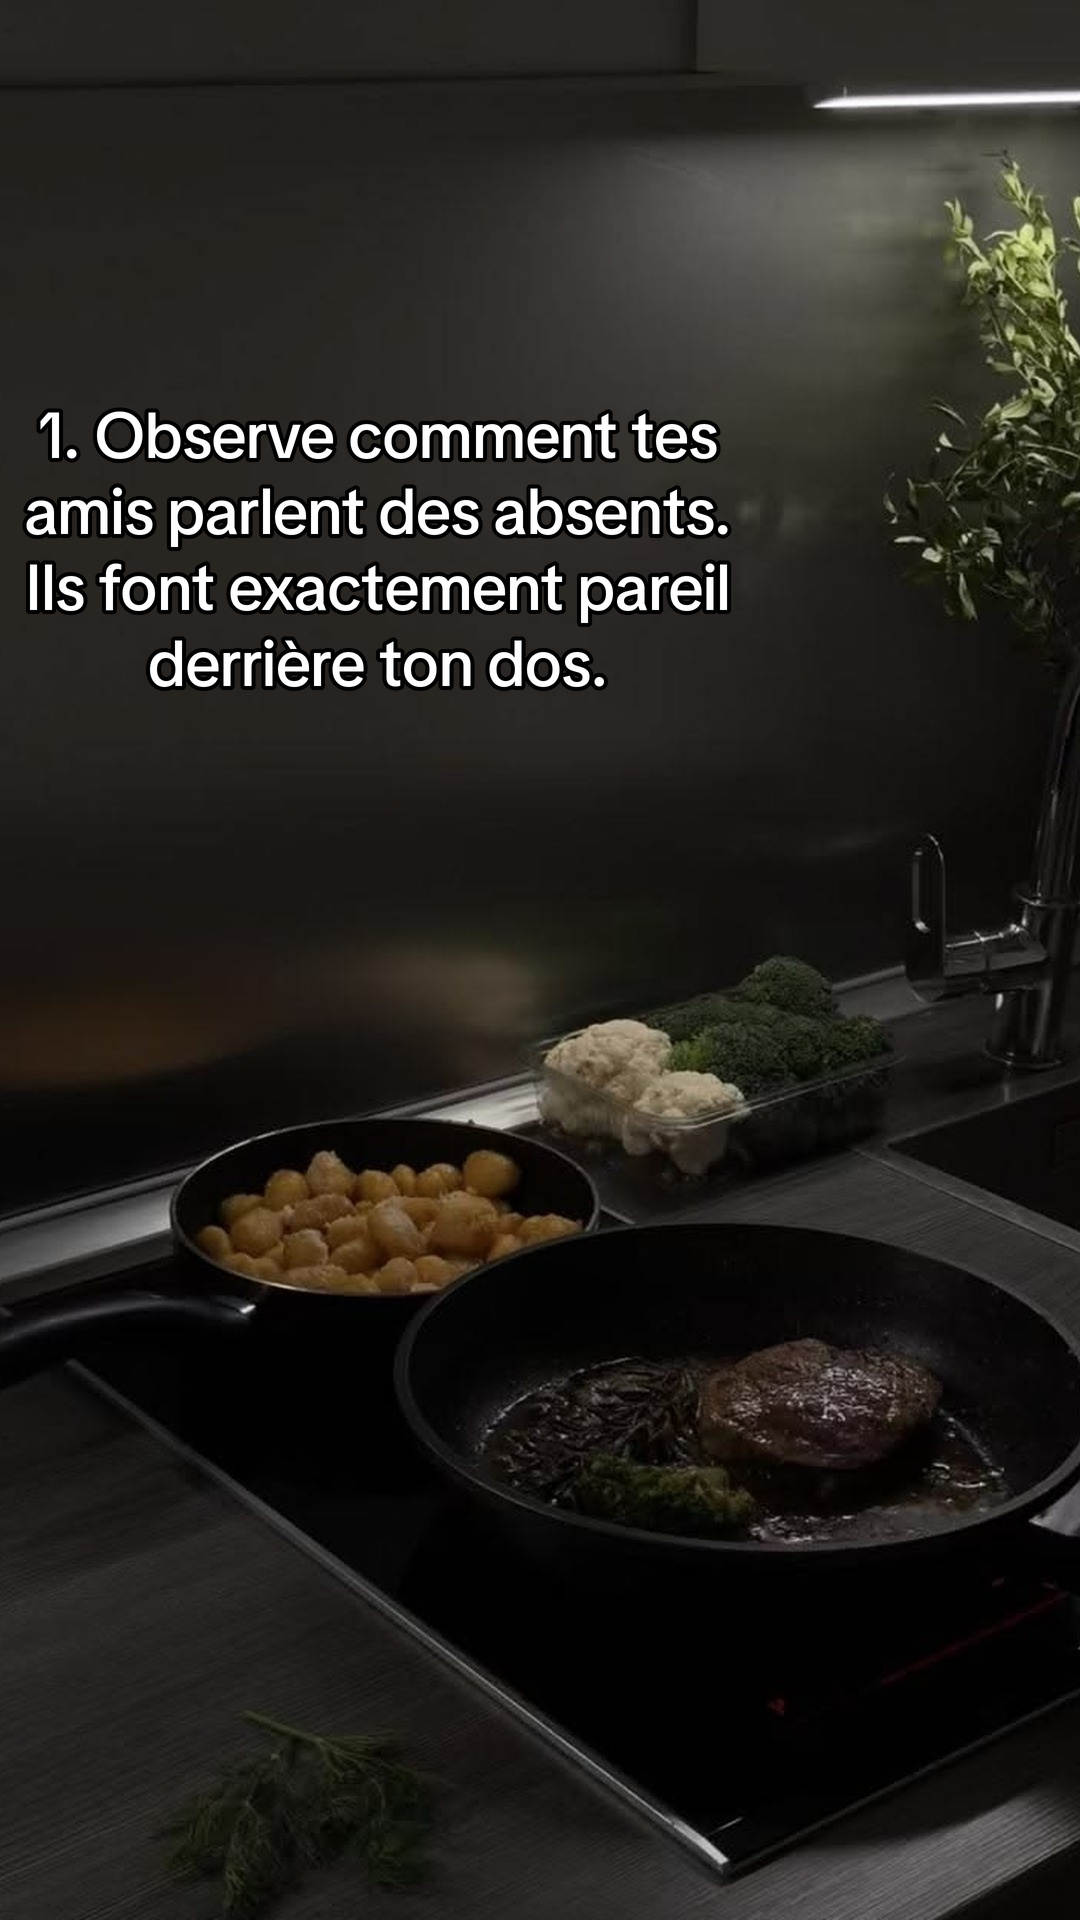 1. Observe comment tes
amis parlent des absents.
Ils font exactement pareil
derrière ton dos.